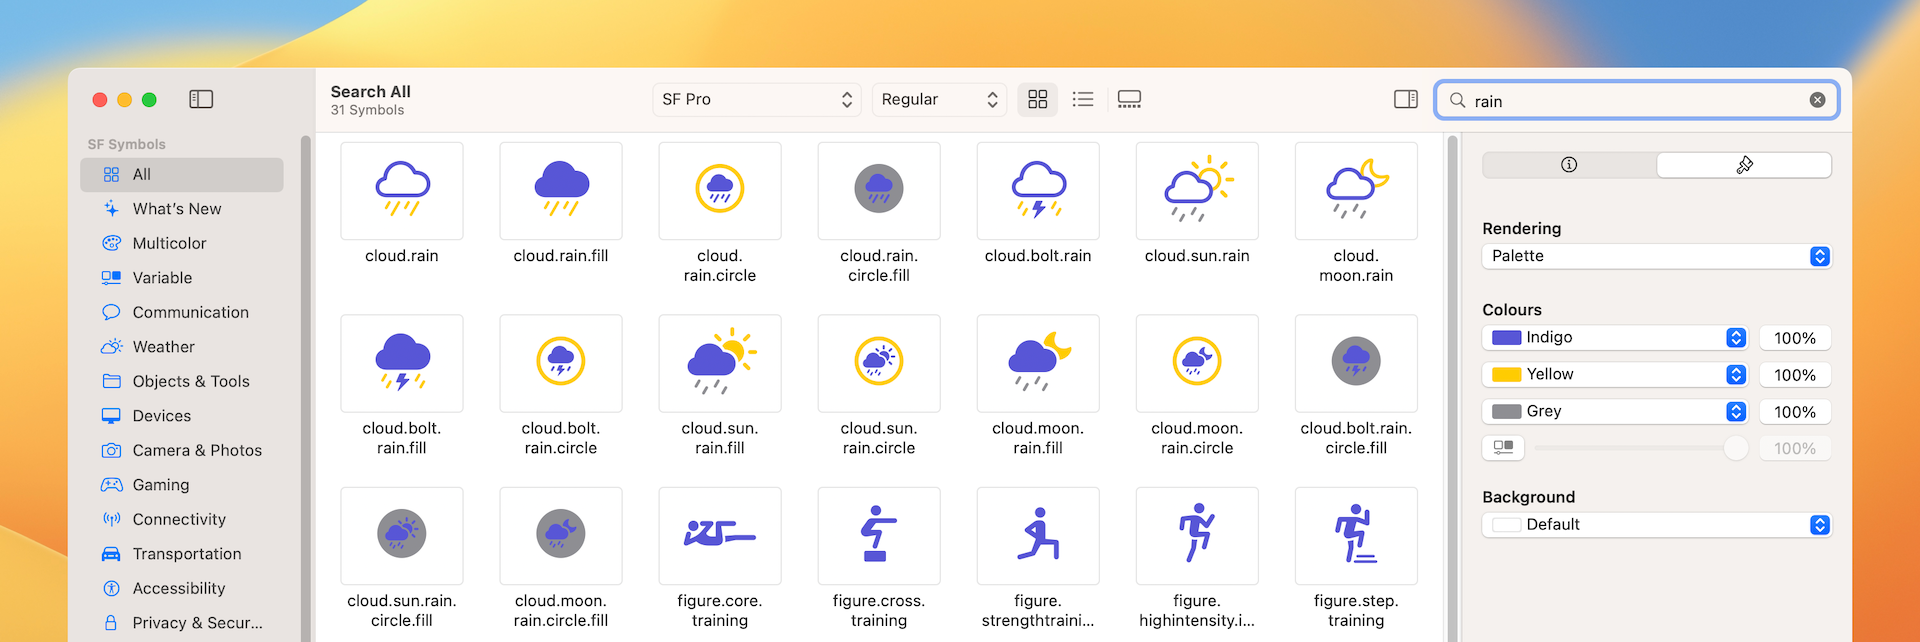 Search All
31 Symbols
SF Pro
Regular
rain
SF Symbols
All
What's New
Multicolor
Variable
Communication
Weather
Objects & Tools
Devices
Camera & Photos
Gaming
Connectivity
Transportation
Accessibility
Privacy & Secur...
cloud.rain
cloud.rain.fill
cloud.
rain.circle
cloud.rain.
circle.fill
cloud.bolt.rain
cloud.sun.rain
cloud.
moon.rain
cloud.bolt.
rain.fill
cloud.bolt.
rain.circle
cloud.sun.
rain.fill
cloud.sun.
rain.circle
cloud.moon.
rain.fill
cloud.moon.
rain.circle
cloud.bolt.rain.
circle.fill
cloud.sun.rain.
circle.fill
cloud.moon.
rain.circle.fill
figure.core.
training
figure.cross.
training
figure.
strengthtraini...
figure.
highintensity.i...
figure.step.
training
Rendering
Palette
Colours
Indigo
100%
Yellow
100%
Grey
100%
100%
Background
Default